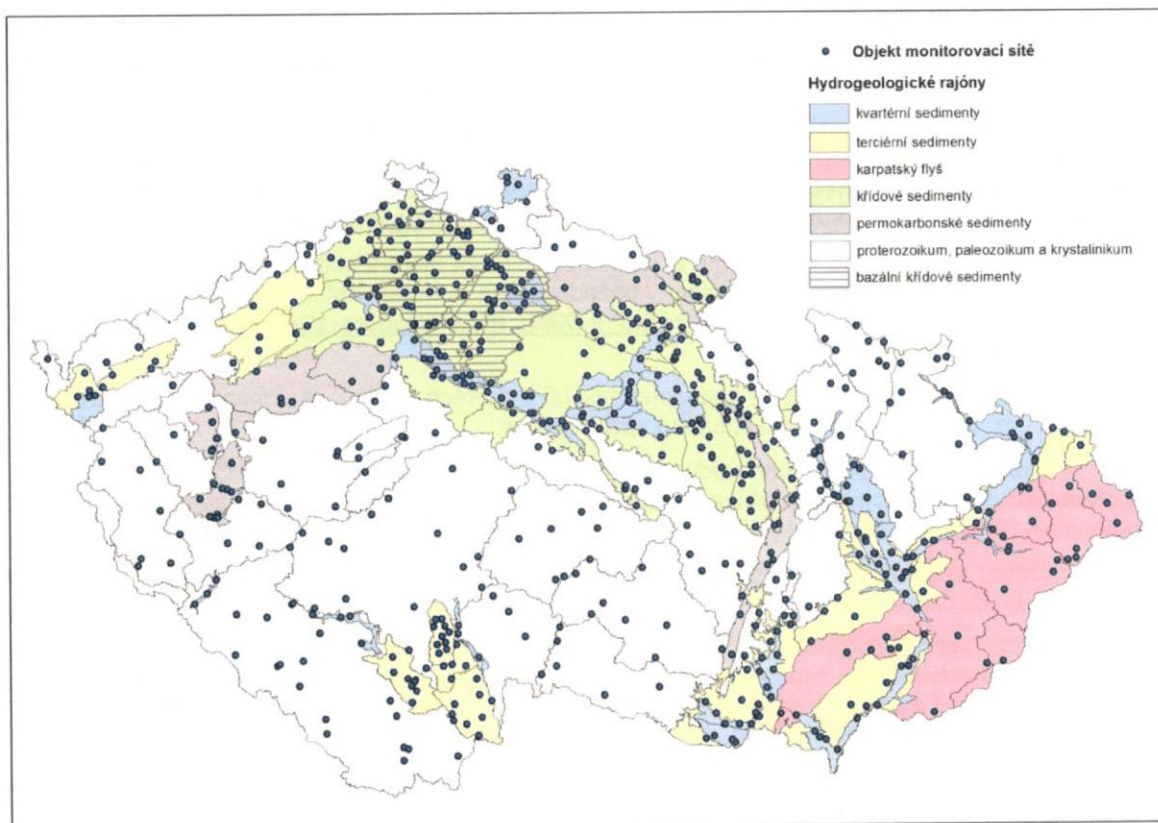 Objekt monitorovací sítě
Hydrogeologické rajóny
kvartérní sedimenty
terciérní sedimenty
karpatský flyš
křídové sedimenty
permokarbonské sedimenty
proterozoikum, paleozoikum a krystalinikum
bazální křídové sedimenty